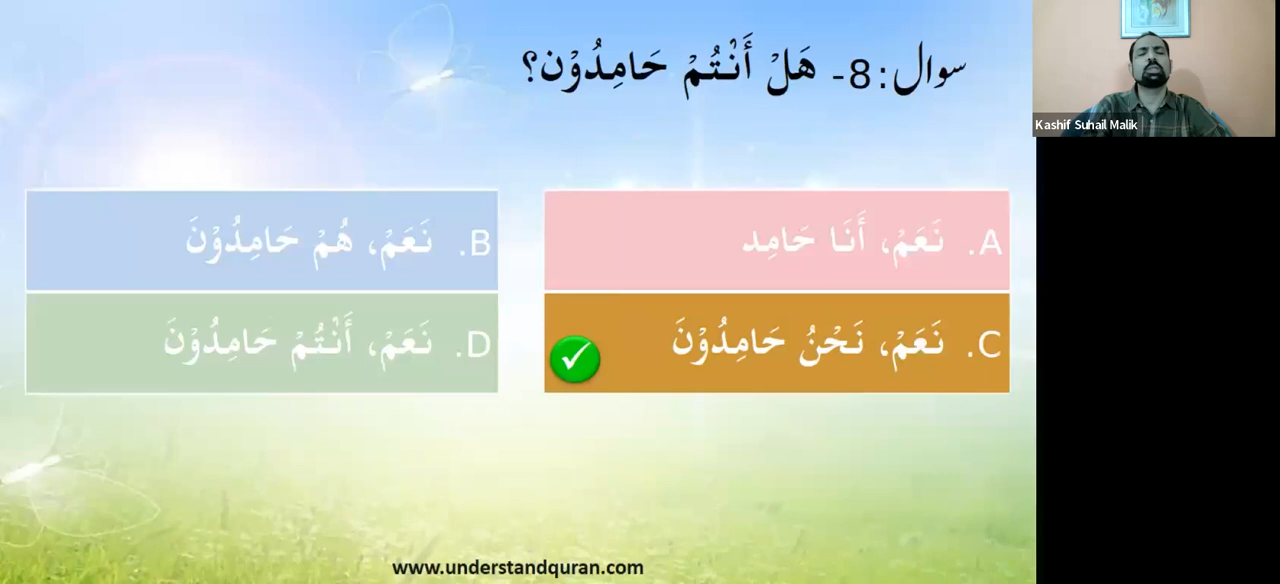 سوال:8- هَلْ أَنْتُمْ حَامِدُوْن؟
A. نَعَمْ، أَنَا حَامِد
B. نَعَمْ، هُمْ حَامِدُوْنَ
C. نَعَمْ، نَحْنُ حَامِدُوْنَ
D. نَعَمْ، أَنْتُمْ حَامِدُوْنَ
www.understandquran.com
Kashif Suhail Malik